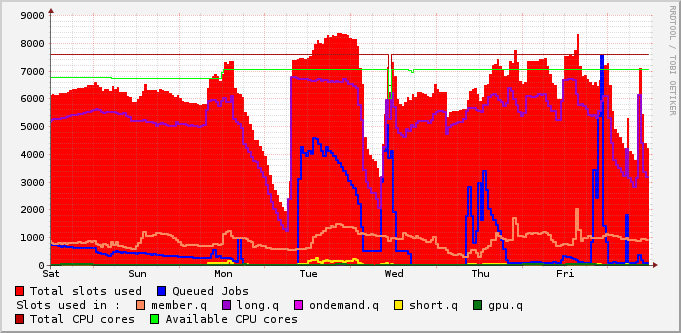 9000
8000
7000
6000
5000
4000
3000
2000
1000
0
Sat Sun Mon Tue Wed Thu Fri
RRDTOOL / TOBI OETIKER
Total slots used Queued Jobs
Slots used in : member.q long.q ondemand.q short.q gpu.q
Total CPU cores Available CPU cores